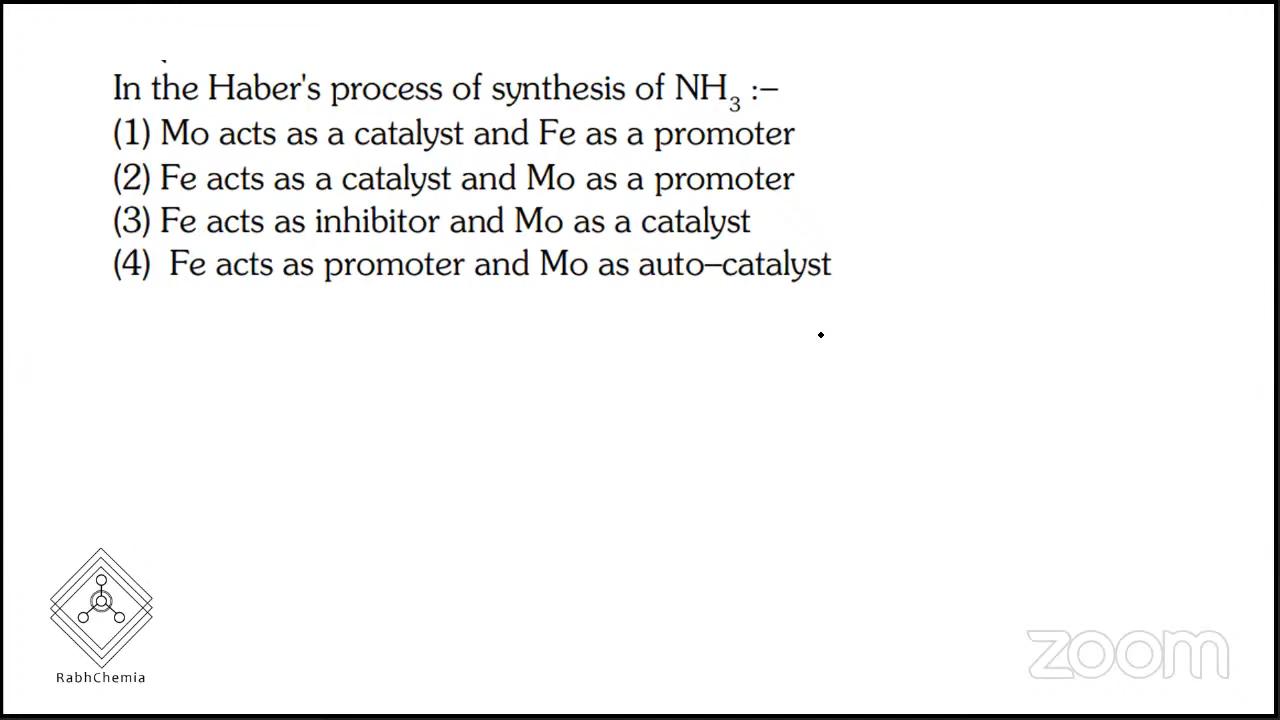 In the Haber's process of synthesis of NH₃ :–
(1) Mo acts as a catalyst and Fe as a promoter
(2) Fe acts as a catalyst and Mo as a promoter
(3) Fe acts as inhibitor and Mo as a catalyst
(4) Fe acts as promoter and Mo as auto–catalyst
RabhChemia
zoom